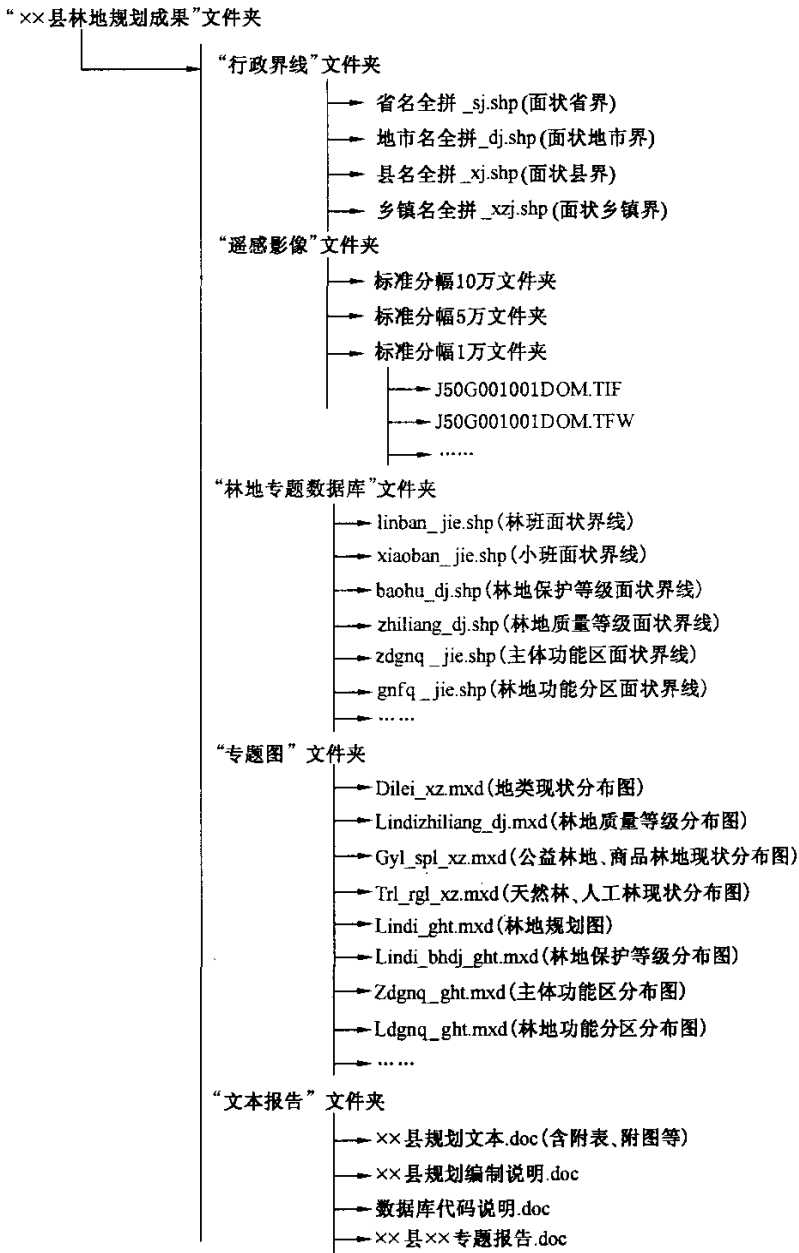 “××县林地规划成果”文件夹
“行政界线”文件夹
省名全拼_sj.shp(面状省界)
地市名全拼_dj.shp(面状地市界)
县名全拼_xj.shp(面状县界)
乡镇名全拼_xzj.shp(面状乡镇界)
“遥感影像”文件夹
标准分幅10万文件夹
标准分幅5万文件夹
标准分幅1万文件夹
J50G001001DOM.TIF
J50G001001DOM.TFW
……
“林地专题数据库”文件夹
linban_jie.shp(林班面状界线)
xiaoban_jie.shp(小班面状界线)
baohu_dj.shp(林地保护等级面状界线)
zhiliang_dj.shp(林地质量等级面状界线)
zdgnq_jie.shp(主体功能区面状界线)
gnfq_jie.shp(林地功能分区面状界线)
……
“专题图”文件夹
Dilei_xz.mxd(地类现状分布图)
Lindizhiliang_dj.mxd(林地质量等级分布图)
Gyl_spl_xz.mxd(公益林地、商品林地现状分布图)
Trl_rgl_xz.mxd(天然林、人工林现状分布图)
Lindi_ght.mxd(林地规划图)
Lindi_bhdj_ght.mxd(林地保护等级分布图)
Zdgnq_ght.mxd(主体功能区分布图)
Ldgnq_ght.mxd(林地功能分区分布图)
……
“文本报告”文件夹
××县规划文本.doc(含附表、附图等)
××县规划编制说明.doc
数据库代码说明.doc
××县××专题报告.doc